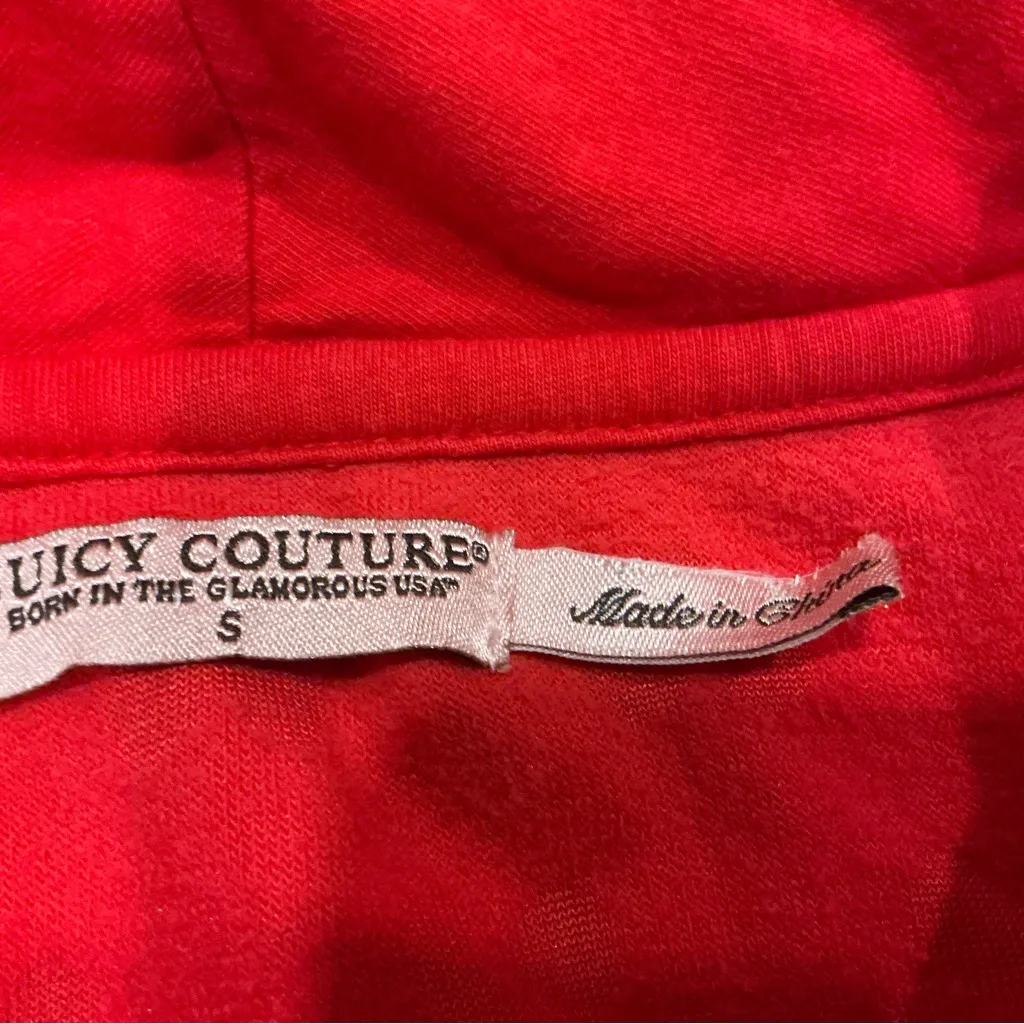 UICY COUTURE®
BORN IN THE GLAMOROUS USA™
S
Made in China